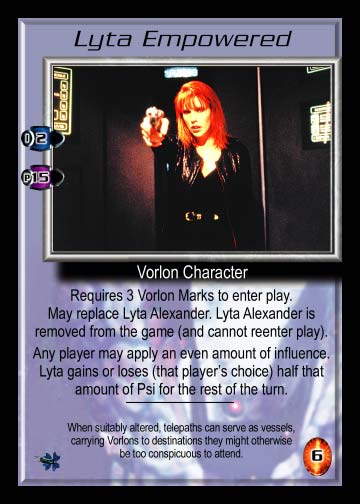 Lyta Empowered
D 2
P 15
Vorlon Character
Requires 3 Vorlon Marks to enter play.
May replace Lyta Alexander. Lyta Alexander is
removed from the game (and cannot reenter play).
Any player may apply an even amount of influence.
Lyta gains or loses (that player's choice) half that
amount of Psi for the rest of the turn.
When suitably altered, telepaths can serve as vessels,
carrying Vorlons to destinations they might otherwise
be too conspicuous to attend.
6